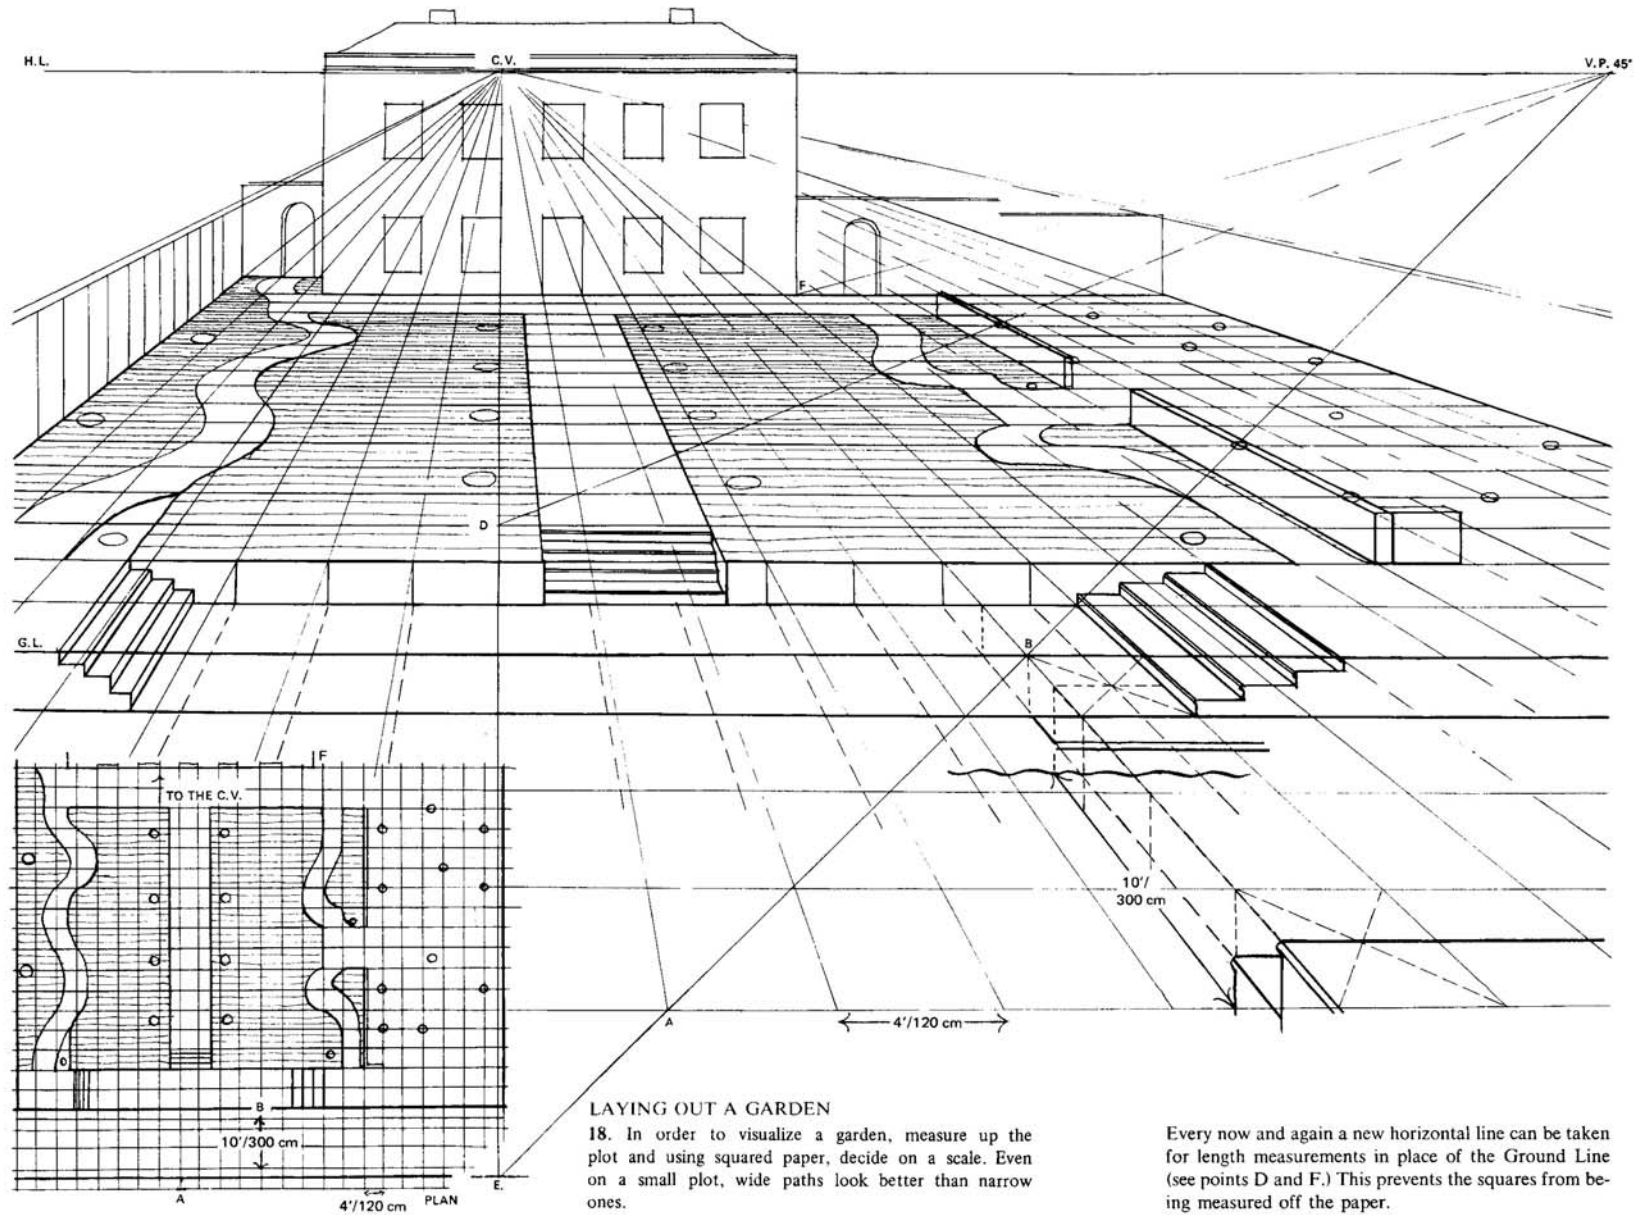 H.L.
C.V.
V.P. 45°
F
D
G.L.
B
F
TO THE C.V.
10'/
300 cm
A
4'/120 cm
B
10'/300 cm
A
4'/120 cm
PLAN
E.
LAYING OUT A GARDEN
18. In order to visualize a garden, measure up the
plot and using squared paper, decide on a scale. Even
on a small plot, wide paths look better than narrow
ones.
Every now and again a new horizontal line can be taken
for length measurements in place of the Ground Line
(see points D and F.) This prevents the squares from be-
ing measured off the paper.